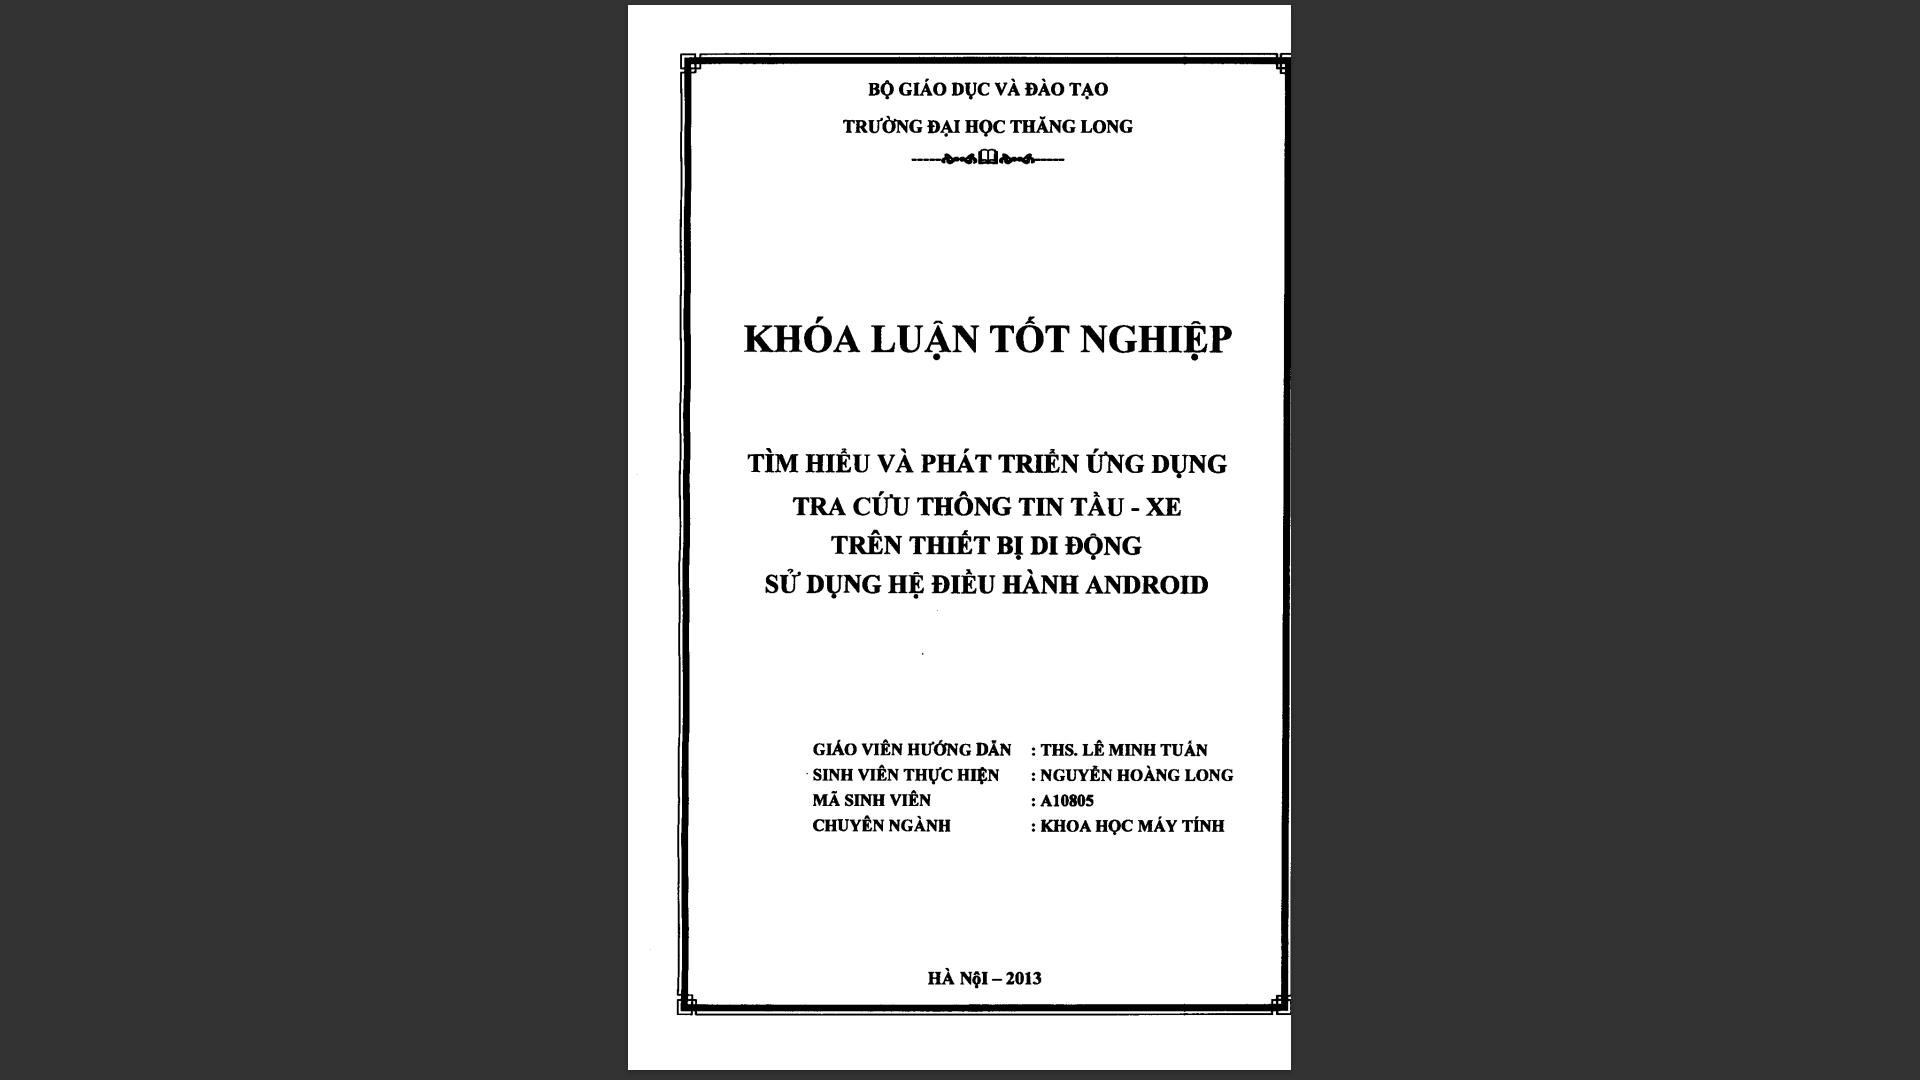 BỘ GIÁO DỤC VÀ ĐÀO TẠO
TRƯỜNG ĐẠI HỌC THĂNG LONG
KHÓA LUẬN TỐT NGHIỆP
TÌM HIỂU VÀ PHÁT TRIỂN ỨNG DỤNG
TRA CỨU THÔNG TIN TẦU - XE
TRÊN THIẾT BỊ DI ĐỘNG
SỬ DỤNG HỆ ĐIỀU HÀNH ANDROID
GIÁO VIÊN HƯỚNG DẪN : THS. LÊ MINH TUẤN
SINH VIÊN THỰC HIỆN : NGUYỄN HOÀNG LONG
MÃ SINH VIÊN : A10805
CHUYÊN NGÀNH : KHOA HỌC MÁY TÍNH
HÀ NộI – 2013